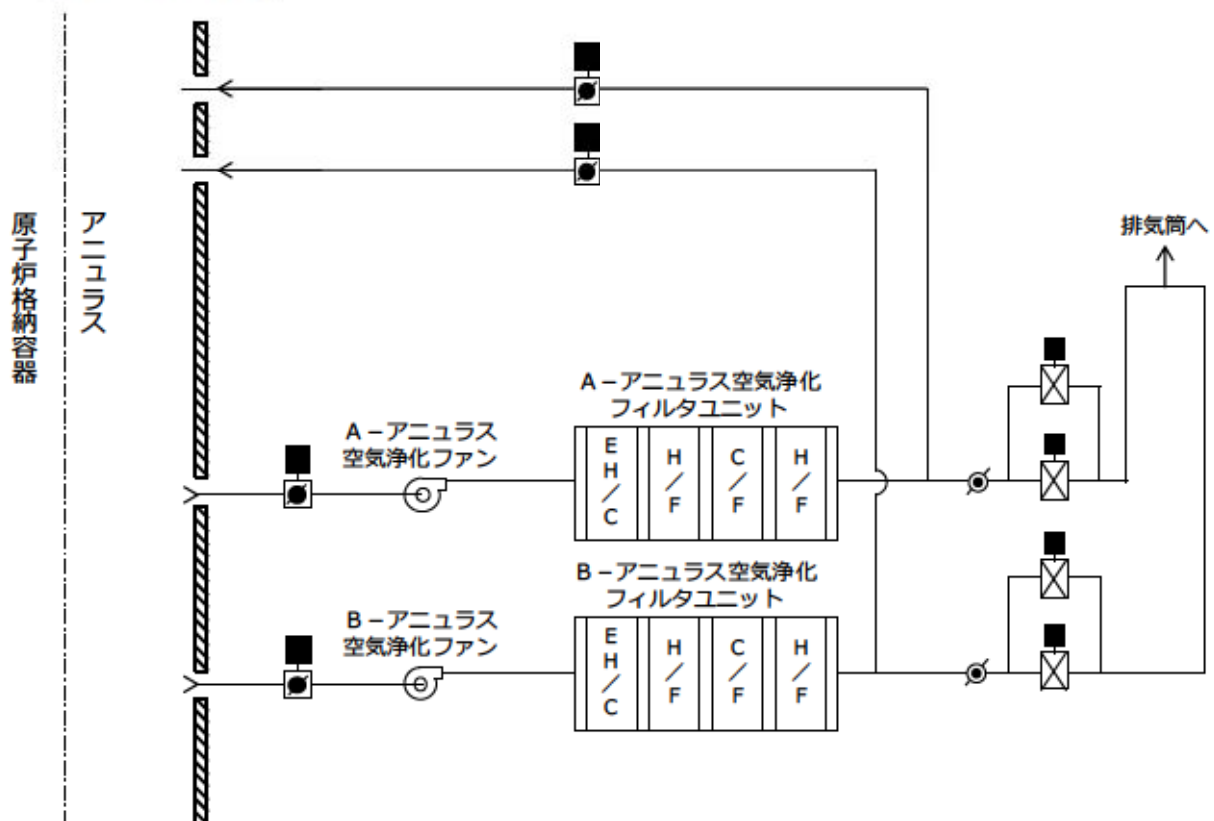 原子炉格納容器
アニュラス
排気筒へ
A－アニュラス空気浄化
フィルタユニット
A－アニュラス
空気浄化ファン
EH/C
H/F
C/F
H/F
B－アニュラス空気浄化
フィルタユニット
B－アニュラス
空気浄化ファン
EH/C
H/F
C/F
H/F